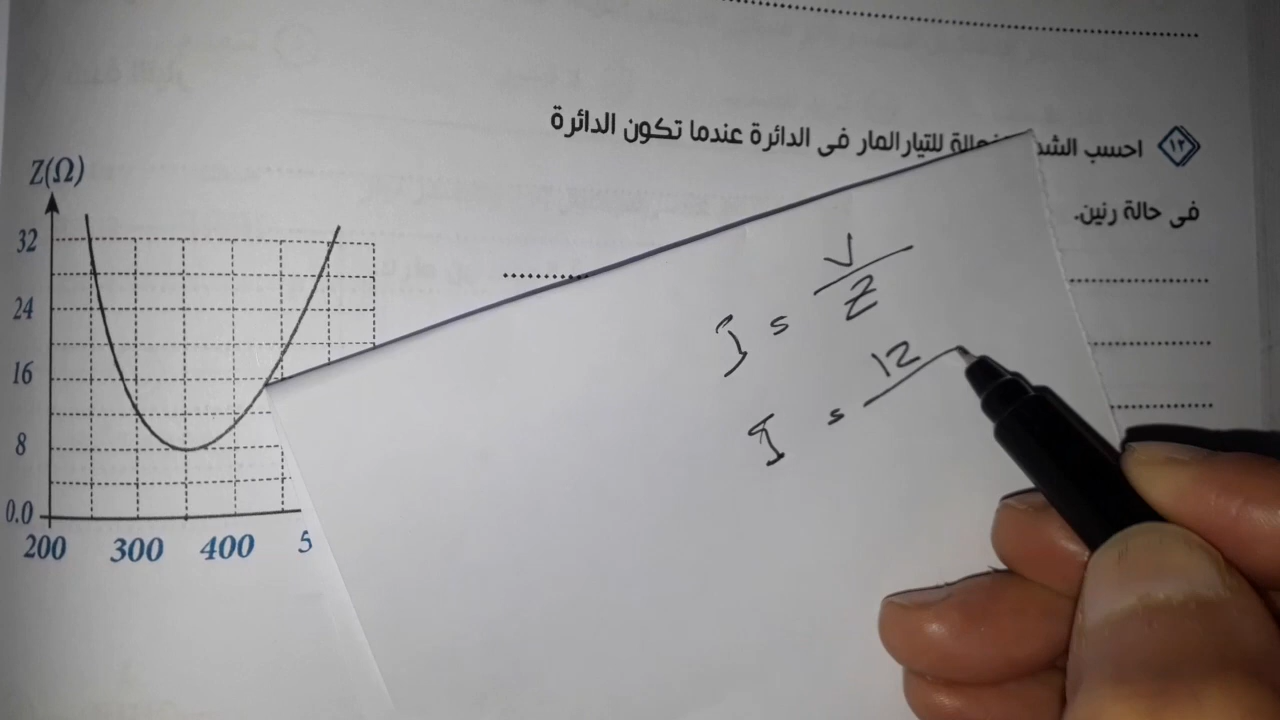 ١٣ احسب الشد للتيار المار فى الدائرة عندما تكون الدائرة
فى حالة رنين.
Z(Ω)
32
24
16
8
0.0
200 300 400 5
I = V/Z
I = 12